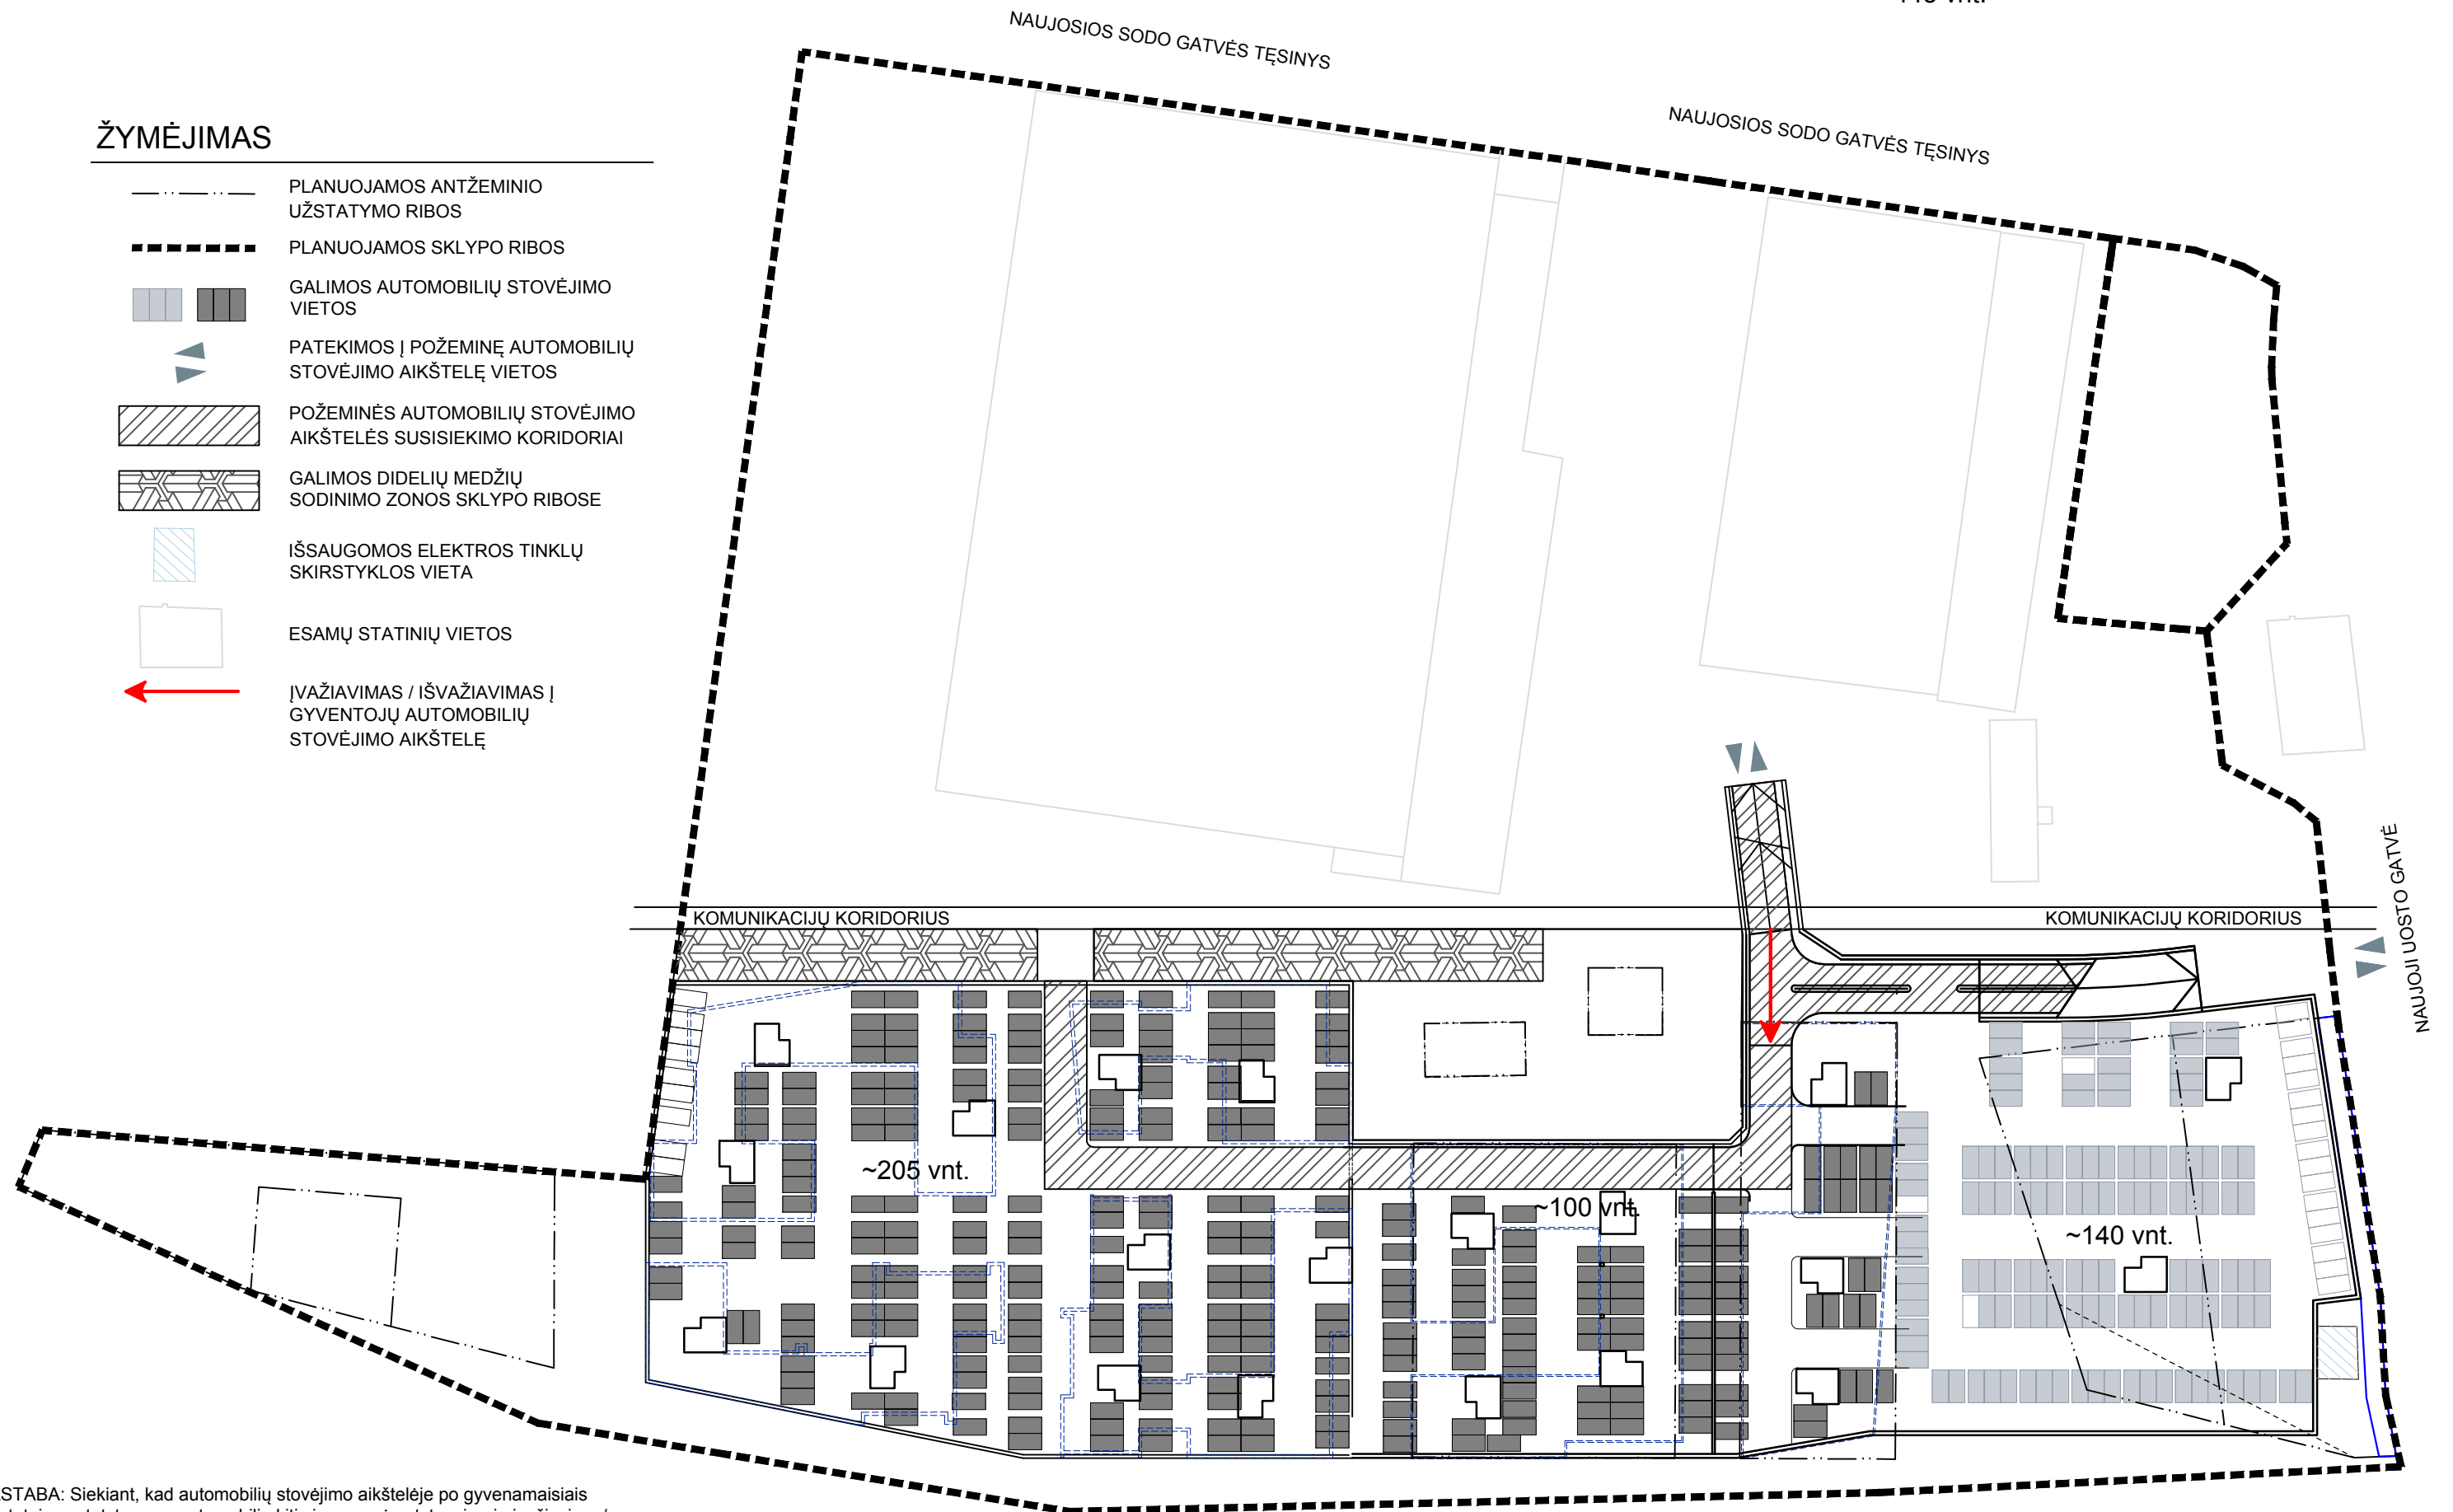 NAUJOSIOS SODO GATVĖS TĘSINYS
NAUJOSIOS SODO GATVĖS TĘSINYS
ŽYMĖJIMAS
PLANUOJAMOS ANTŽEMINIO
UŽSTATYMO RIBOS
PLANUOJAMOS SKLYPO RIBOS
GALIMOS AUTOMOBILIŲ STOVĖJIMO
VIETOS
PATEKIMOS Į POŽEMINĘ AUTOMOBILIŲ
STOVĖJIMO AIKŠTELĘ VIETOS
POŽEMINĖS AUTOMOBILIŲ STOVĖJIMO
AIKŠTELĖS SUSISIEKIMO KORIDORIAI
GALIMOS DIDELIŲ MEDŽIŲ
SODINIMO ZONOS SKLYPO RIBOSE
IŠSAUGOMOS ELEKTROS TINKLŲ
SKIRSTYKLOS VIETA
ESAMŲ STATINIŲ VIETOS
ĮVAŽIAVIMAS / IŠVAŽIAVIMAS Į
GYVENTOJŲ AUTOMOBILIŲ
STOVĖJIMO AIKŠTELĘ
KOMUNIKACIJŲ KORIDORIUS
KOMUNIKACIJŲ KORIDORIUS
NAUJOJI UOSTO GATVĖ
~205 vnt.
~100 vnt.
~140 vnt.
STABA: Siekiant, kad automobilių stovėjimo aikštelėje po gyvenamaisiais